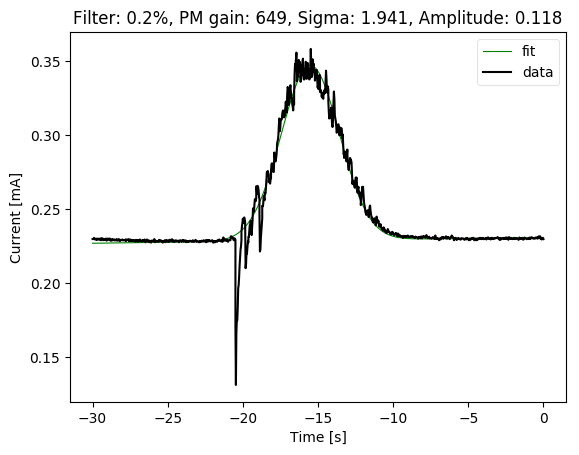 Filter: 0.2%, PM gain: 649, Sigma: 1.941, Amplitude: 0.118
fit
data
0.35
0.30
0.25
0.20
0.15
Current [mA]
−30
−25
−20
−15
−10
−5
0
Time [s]